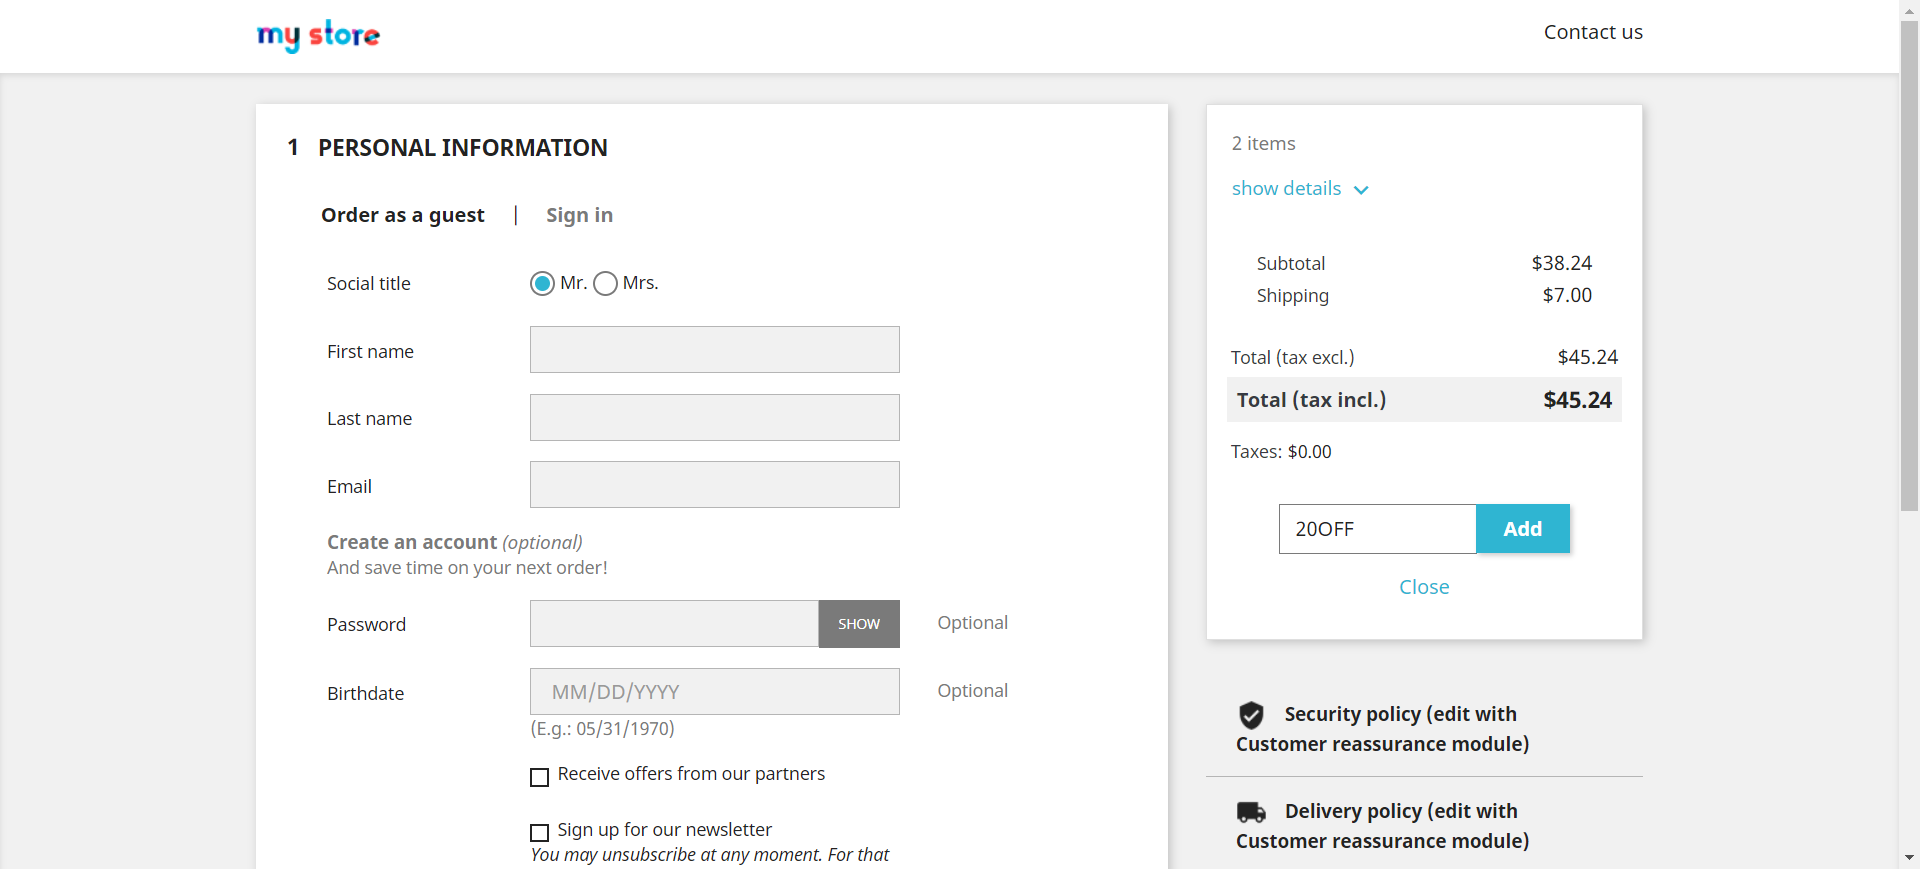 my store
Contact us
1 PERSONAL INFORMATION
Order as a guest | Sign in
Social title
Mr. Mrs.
First name
Last name
Email
Create an account (optional)
And save time on your next order!
Password
SHOW
Optional
Birthdate
MM/DD/YYYY
Optional
(E.g.: 05/31/1970)
Receive offers from our partners
Sign up for our newsletter
You may unsubscribe at any moment. For that
2 items
show details
Subtotal $38.24
Shipping $7.00
Total (tax excl.) $45.24
Total (tax incl.) $45.24
Taxes: $0.00
20OFF Add
Close
Security policy (edit with
Customer reassurance module)
Delivery policy (edit with
Customer reassurance module)